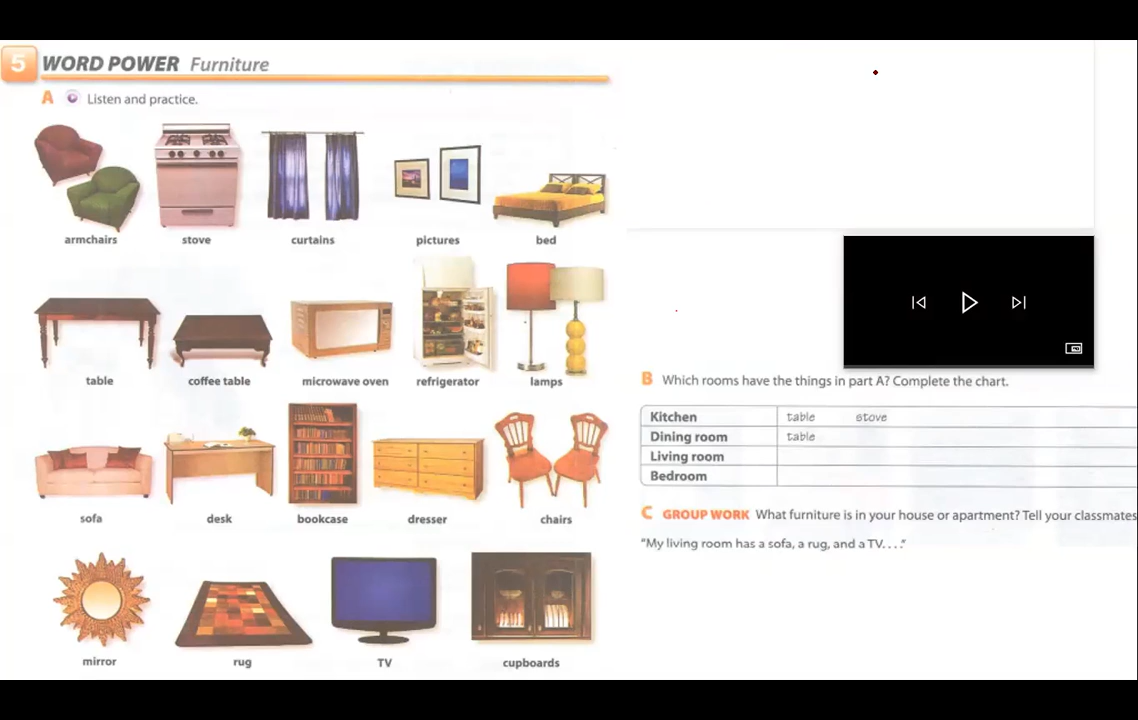 5 WORD POWER Furniture
A Listen and practice.
armchairs stove curtains pictures bed
table coffee table microwave oven refrigerator lamps
sofa desk bookcase dresser chairs
mirror rug TV cupboards
B Which rooms have the things in part A? Complete the chart.
Kitchen table stove
Dining room table
Living room
Bedroom
C GROUP WORK What furniture is in your house or apartment? Tell your classmates
"My living room has a sofa, a rug, and a TV. . . ."